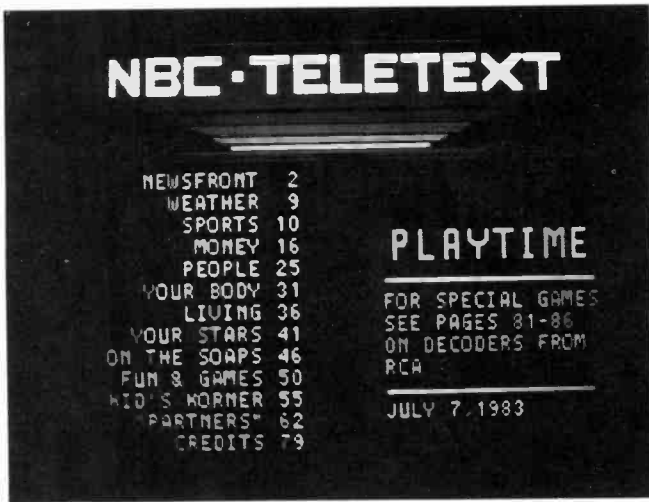 NBC·TELETEXT
NEWSFRONT 2
WEATHER 9
SPORTS 10
MONEY 16
PEOPLE 25
YOUR BODY 31
LIVING 36
YOUR STARS 41
ON THE SOAPS 46
FUN & GAMES 50
KID'S KORNER 55
"PARTNERS" 62
CREDITS 79
PLAYTIME
FOR SPECIAL GAMES
SEE PAGES 81-86
ON DECODERS FROM
RCA
JULY 7,1983